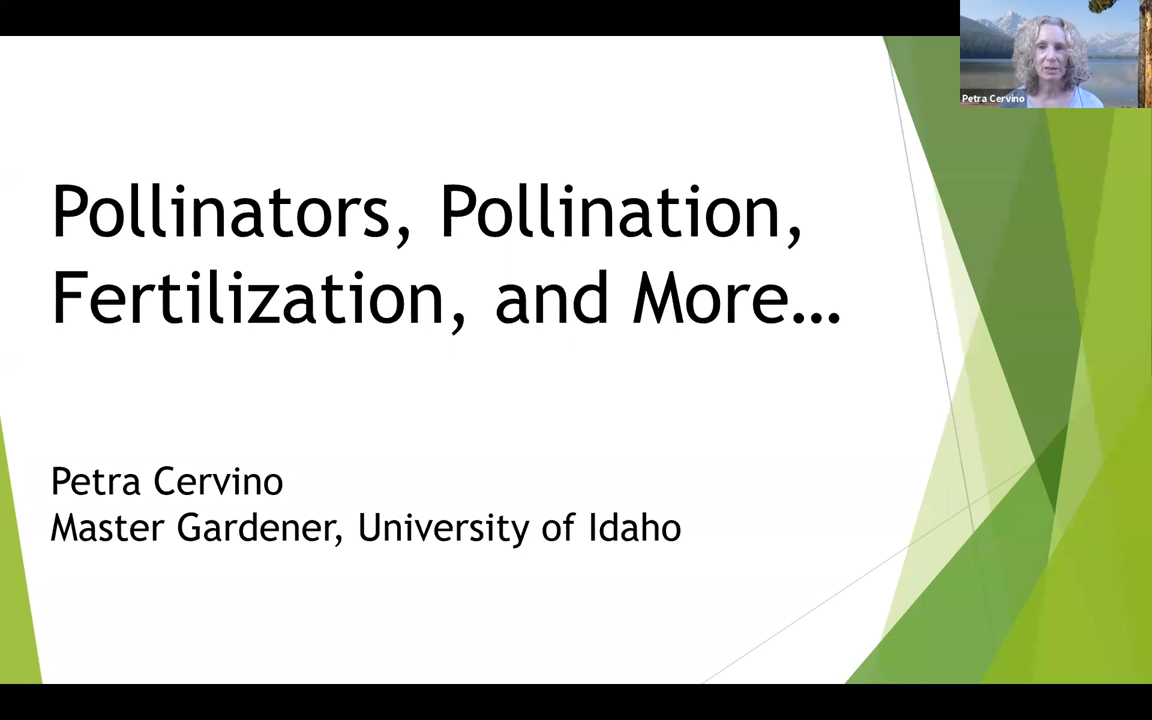 Petra Cervino
Pollinators, Pollination,
Fertilization, and More...
Petra Cervino
Master Gardener, University of Idaho